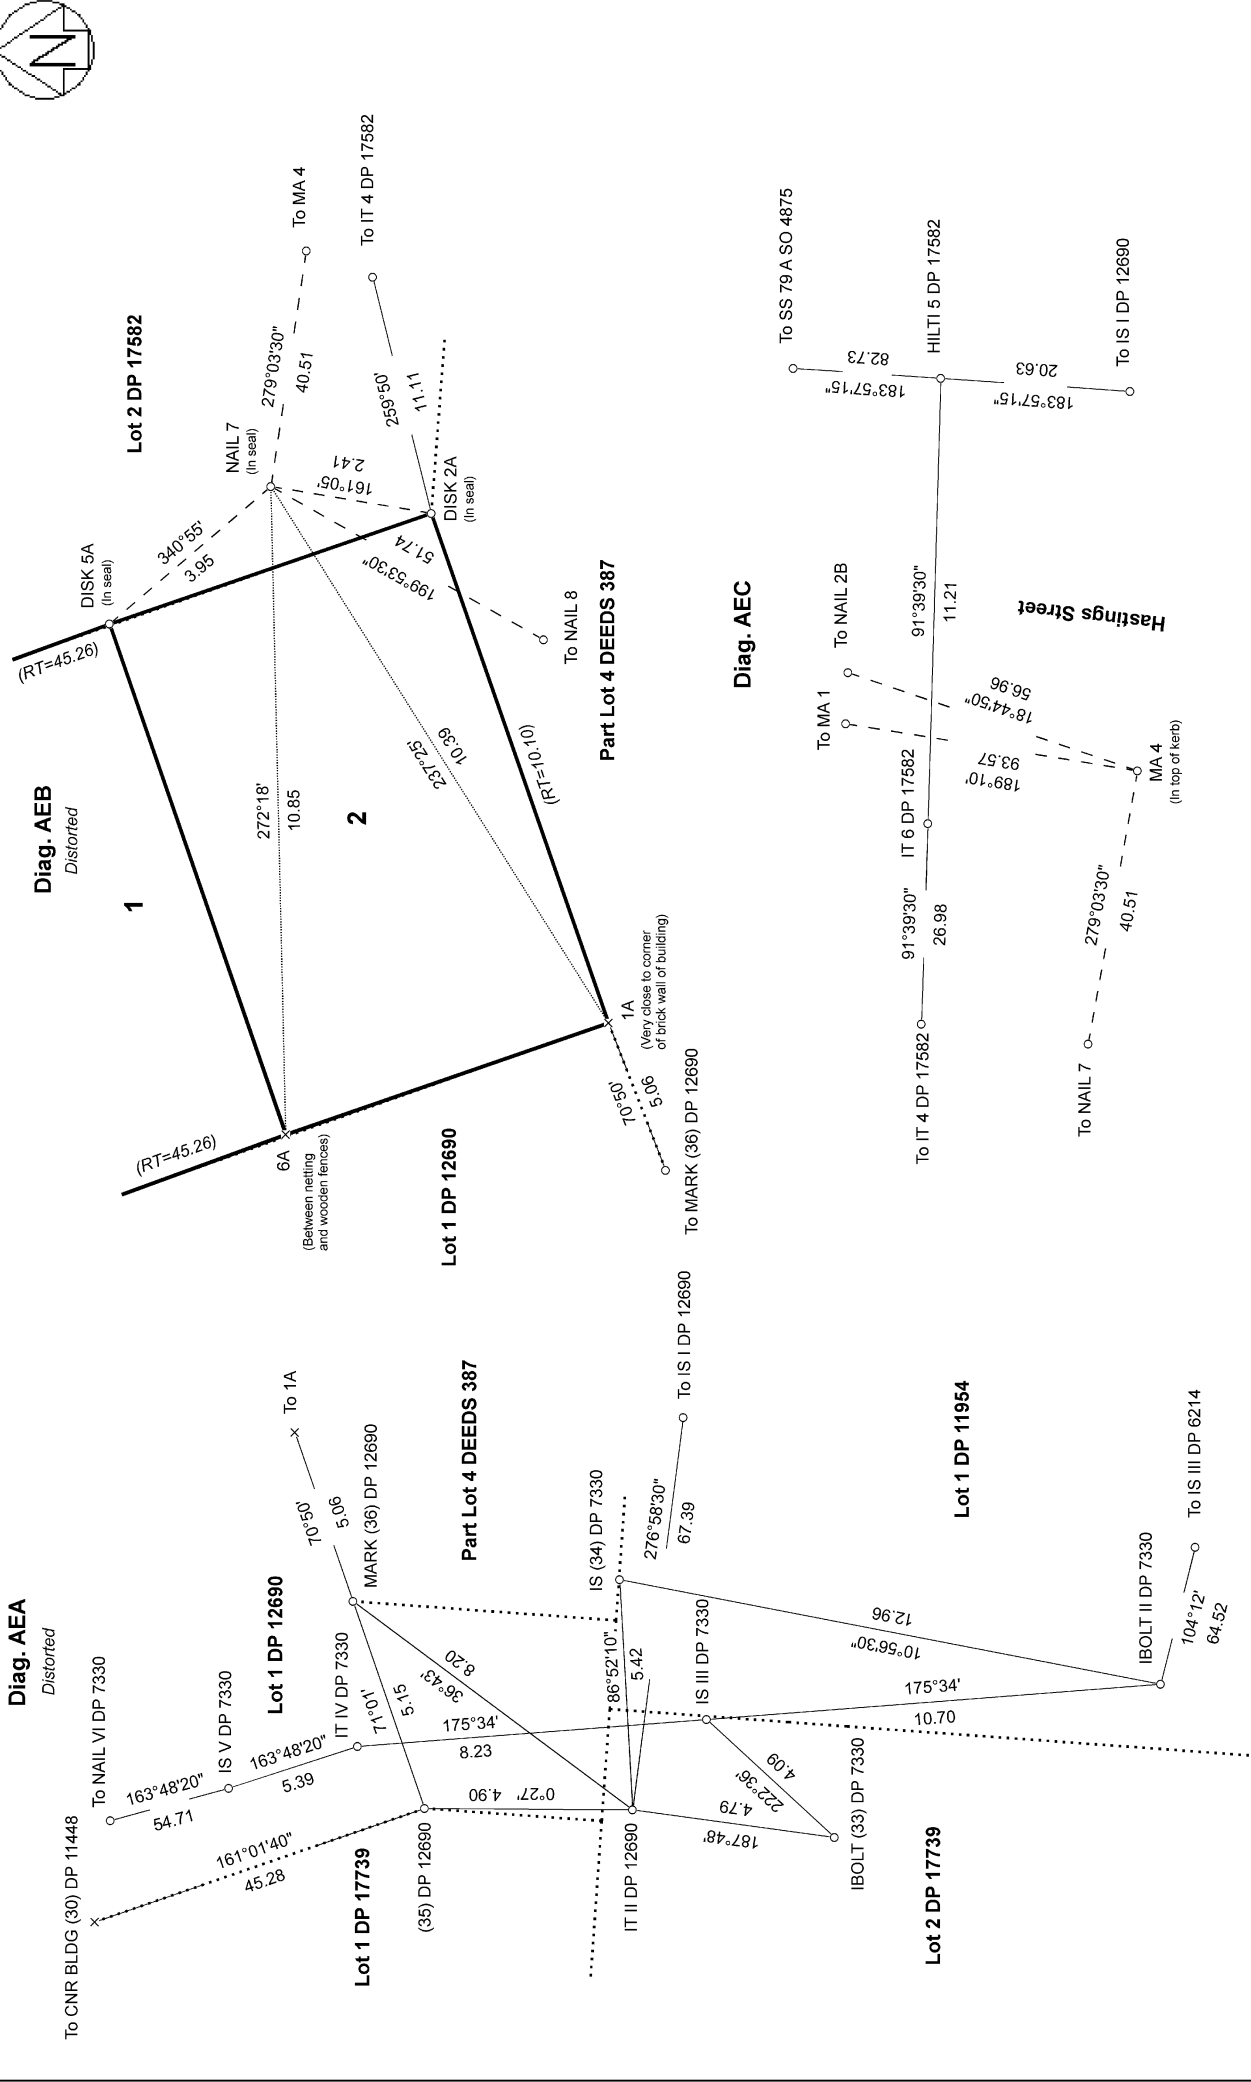 N
Diag. AEA
Distorted
To CNR BLDG (30) DP 11448
To NAIL VI DP 7330
163°48'20"
54.71
IS V DP 7330
163°48'20"
5.39
161°01'40"
45.28
Lot 1 DP 12690
IT IV DP 7330
To 1A
70°50'
5.06
MARK (36) DP 12690
71°01'
5.15
Lot 1 DP 17739
(35) DP 12690
36°43'
8.20
175°34'
8.23
0°27'
4.90
Part Lot 4 DEEDS 387
IS (34) DP 7330
86°52'10"
5.42
IT II DP 12690
276°58'30"
67.39
To IS I DP 12690
IS III DP 7330
187°48'
4.79
222°36'
4.09
IBOLT (33) DP 7330
10°56'30"
12.96
175°34'
10.70
Lot 2 DP 17739
Lot 1 DP 11954
IBOLT II DP 7330
104°12'
64.52
To IS III DP 6214
Diag. AEB
Distorted
1
2
Lot 2 DP 17582
DISK 5A
(In seal)
(RT=45.26)
340°55'
3.95
NAIL 7
(In seal)
279°03'30"
40.51
To MA 4
161°05'
2.41
259°50'
11.11
To IT 4 DP 17582
DISK 2A
(In seal)
199°53'30"
51.74
To NAIL 8
272°18'
10.85
237°25'
10.39
(RT=10.10)
(RT=45.26)
6A
(Between netting
and wooden fences)
Lot 1 DP 12690
1A
(Very close to corner
of brick wall of building)
70°50'
5.06
To MARK (36) DP 12690
Part Lot 4 DEEDS 387
Diag. AEC
To SS 79 A SO 4875
183°57'15"
82.73
HILTI 5 DP 17582
183°57'15"
20.63
To IS I DP 12690
91°39'30"
11.21
To NAIL 2B
18°44'50"
56.96
To MA 1
189°10'
93.57
IT 6 DP 17582
91°39'30"
26.98
To IT 4 DP 17582
Hastings Street
MA 4
(In top of kerb)
279°03'30"
40.51
To NAIL 7